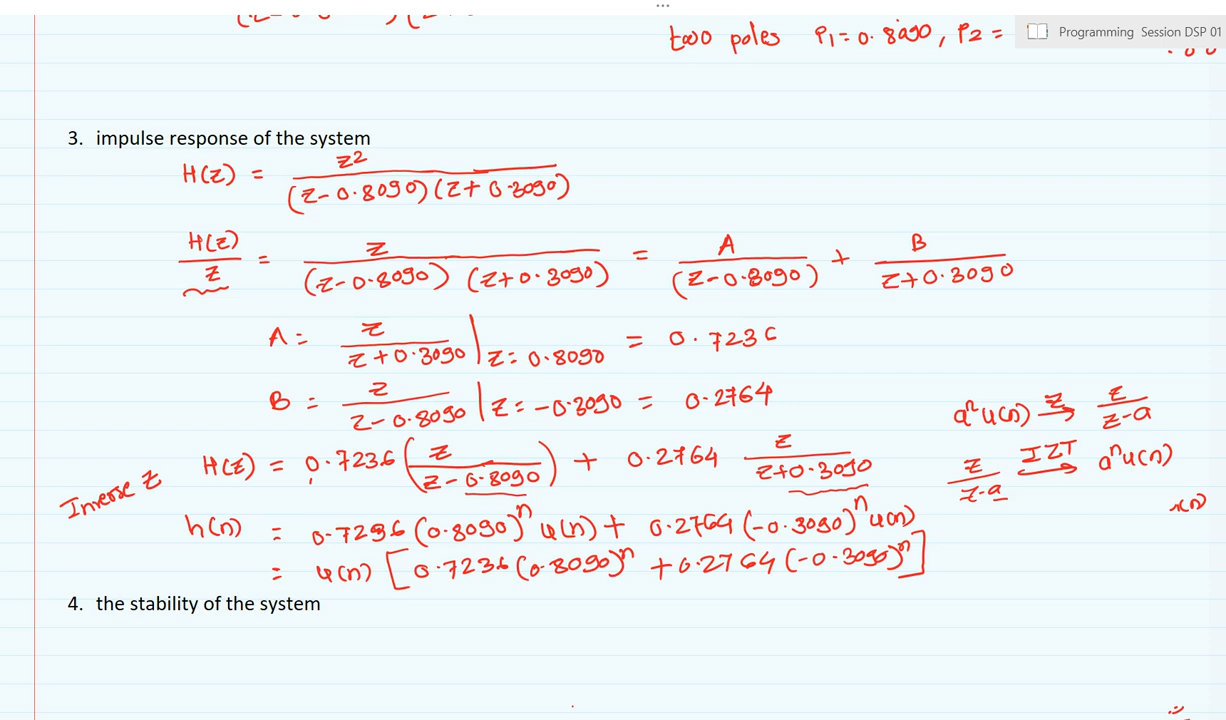 two poles P1 = 0.8090, P2 =
Programming Session DSP 01
3. impulse response of the system
H(z) = z2 / (z-0.8090)(z+0.3090)
H(z)/z = z / (z-0.8090) (z+0.3090) = A / (z-0.8090) + B / z+0.3090
A = z / z+0.3090 | z = 0.8090 = 0.7236
B = z / z-0.8090 | z = -0.3090 = 0.2764
a^n u(n) z→ z / z-a
Inverse z
H(z) = 0.7236 ( z / z-0.8090 ) + 0.2764 z / z+0.3090
z / z-a IZT→ a^n u(n)
x(n)
h(n) = 0.7236 (0.8090)^n u(n) + 0.2764 (-0.3090)^n u(n)
= u(n) [ 0.7236 (0.8090)^n + 0.2764 (-0.3090)^n ]
4. the stability of the system